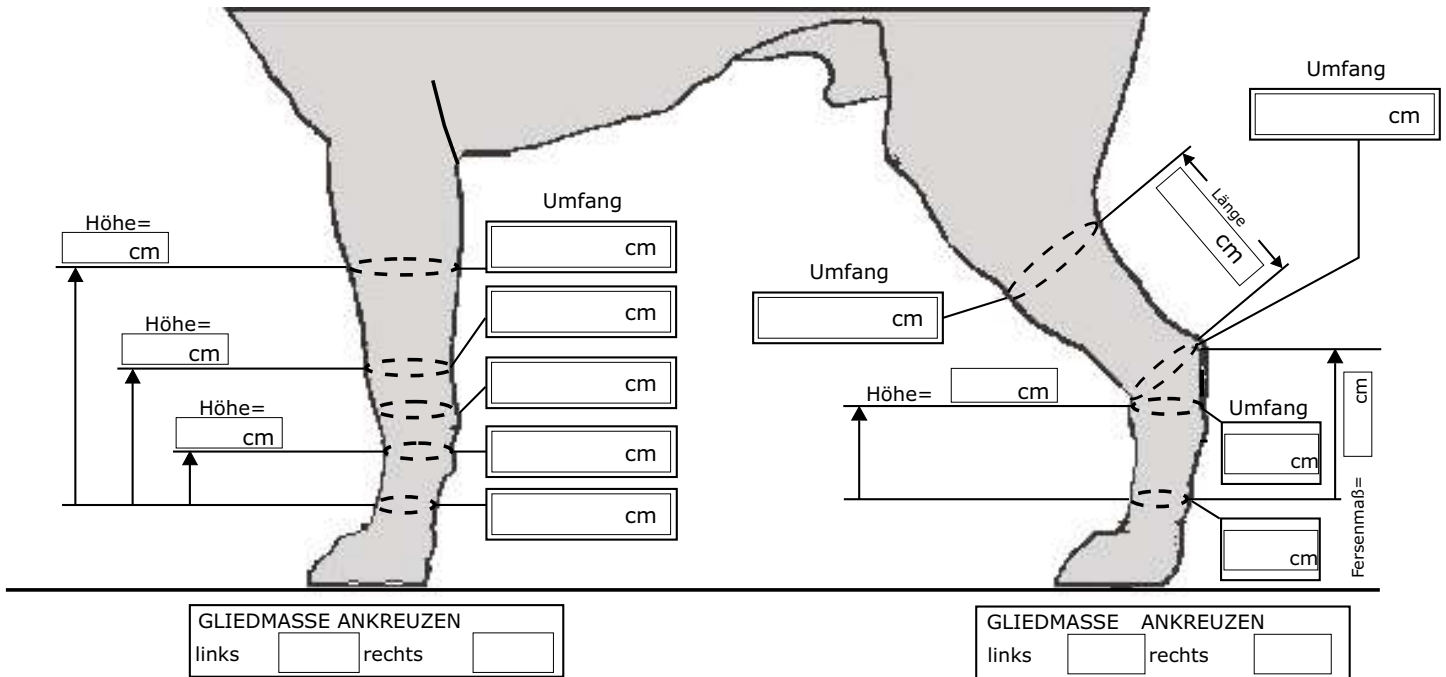 Umfang
cm
Länge
cm
Umfang
cm
Höhe=
cm
Umfang
cm
Höhe=
cm
cm
Höhe=
cm
cm
cm
cm
Höhe=
cm
Umfang
cm
cm
cm
Fersenmaß=
GLIEDMASSE ANKREUZEN
links rechts
GLIEDMASSE ANKREUZEN
links rechts